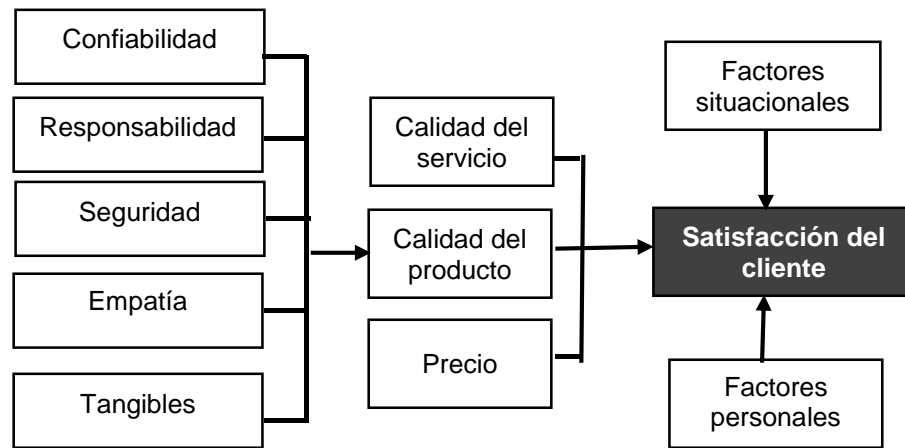 Confiabilidad
Responsabilidad
Seguridad
Empatía
Tangibles
Calidad del
servicio
Calidad del
producto
Precio
Factores
situacionales
Satisfacción del
cliente
Factores
personales